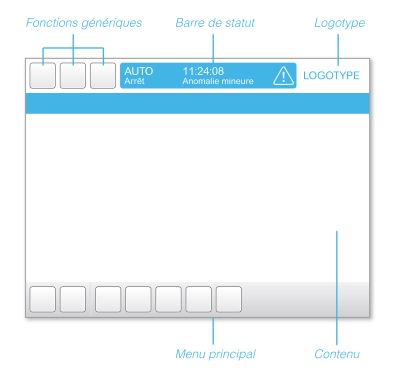 Fonctions génériques
Barre de statut
Logotype
AUTO
11:24:08
Arrêt
Anomalie mineure
LOGOTYPE
Menu principal
Contenu